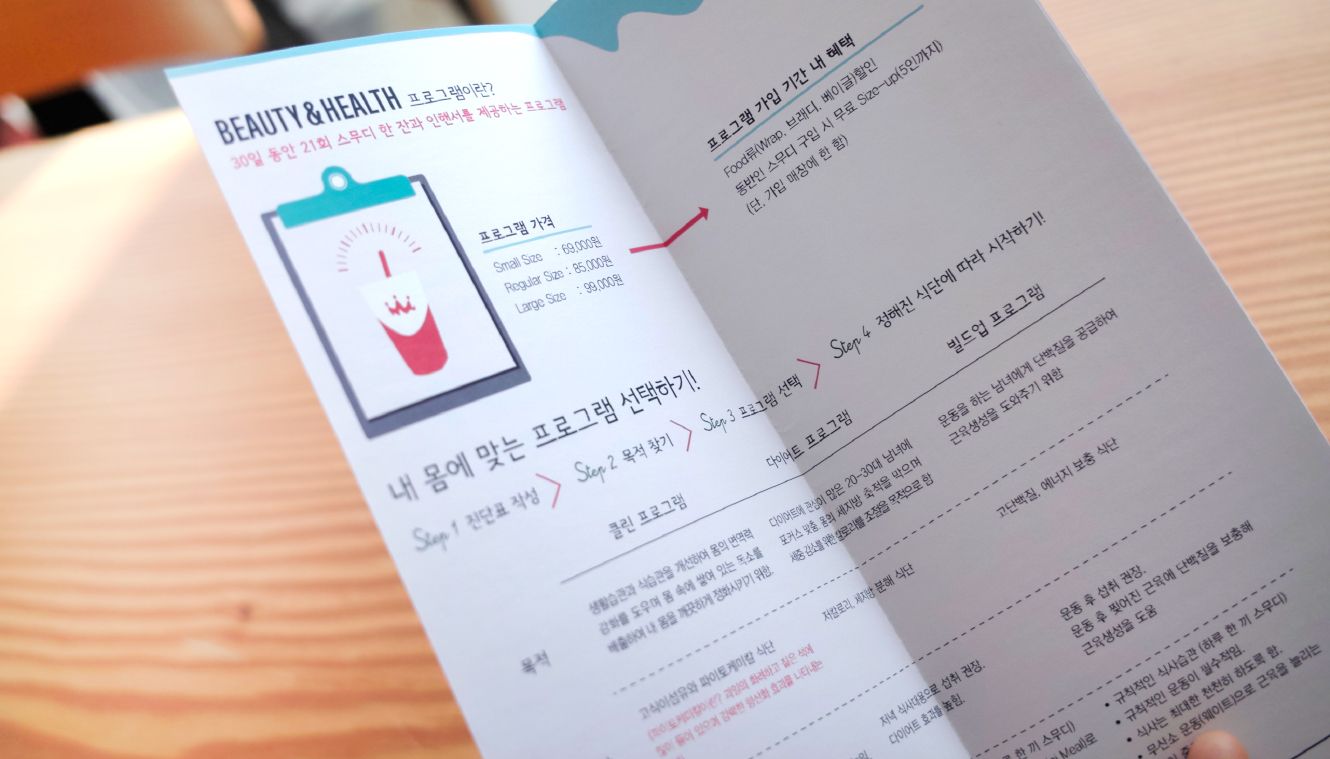 BEAUTY & HEALTH 프로그램이란?
30일 동안 21회 스무디 한 잔과 인핸서를 제공하는 프로그램
프로그램 가격
Small Size : 69,000원
Regular Size : 85,000원
Large Size : 99,000원
프로그램 가입 기간 내 혜택
Food류(Wrap, 브래디, 베이글)할인
동반인 스무디 구입 시 무료 Size-up(5인까지)
(단, 가입 매장에 한 함)
내 몸에 맞는 프로그램 선택하기!
Step 1 진단표 작성
Step 2 목적 찾기
Step 3 프로그램 선택
Step 4 정해진 식단에 따라 시작하기!
클린 프로그램
다이어트 프로그램
빌드업 프로그램
목적
생활습관과 식습관을 개선하여 몸의 면역력
강화를 도우며 몸 속에 쌓여 있는 독소를
배출하여 내 몸을 깨끗하게 정화시키기 위함.
다이어트에 관심이 많은 20~30대 남녀에
포커스 맞춤. 몸의 체지방 축적을 막으며
체중 감소를 위한 칼로리를 조절을 목적으로 함
운동을 하는 남녀에게 단백질을 공급하여
근육생성을 도와주기 위함
고식이섬유와 파이토케미칼 식단
(파이토케미칼이란? 과일의 화려하고 짙은 색에
많이 들어 있으며 강력한 항산화 효과를 나타내는
저칼로리, 체지방 분해 식단
고단백질, 에너지 보충 식단
저녁 식사대용으로 섭취 권장.
다이어트 효과를 높임.
운동 후 섭취 권장.
운동 후 찢어진 근육에 단백질을 보충해
근육생성을 도움
한 끼 스무디)
Meal)로
• 규칙적인 식사습관 (하루 한 끼 스무디)
• 규칙적인 운동이 필수적임.
• 식사는 최대한 천천히 하도록 함.
• 무산소 운동(웨이트)으로 근육을 늘리는